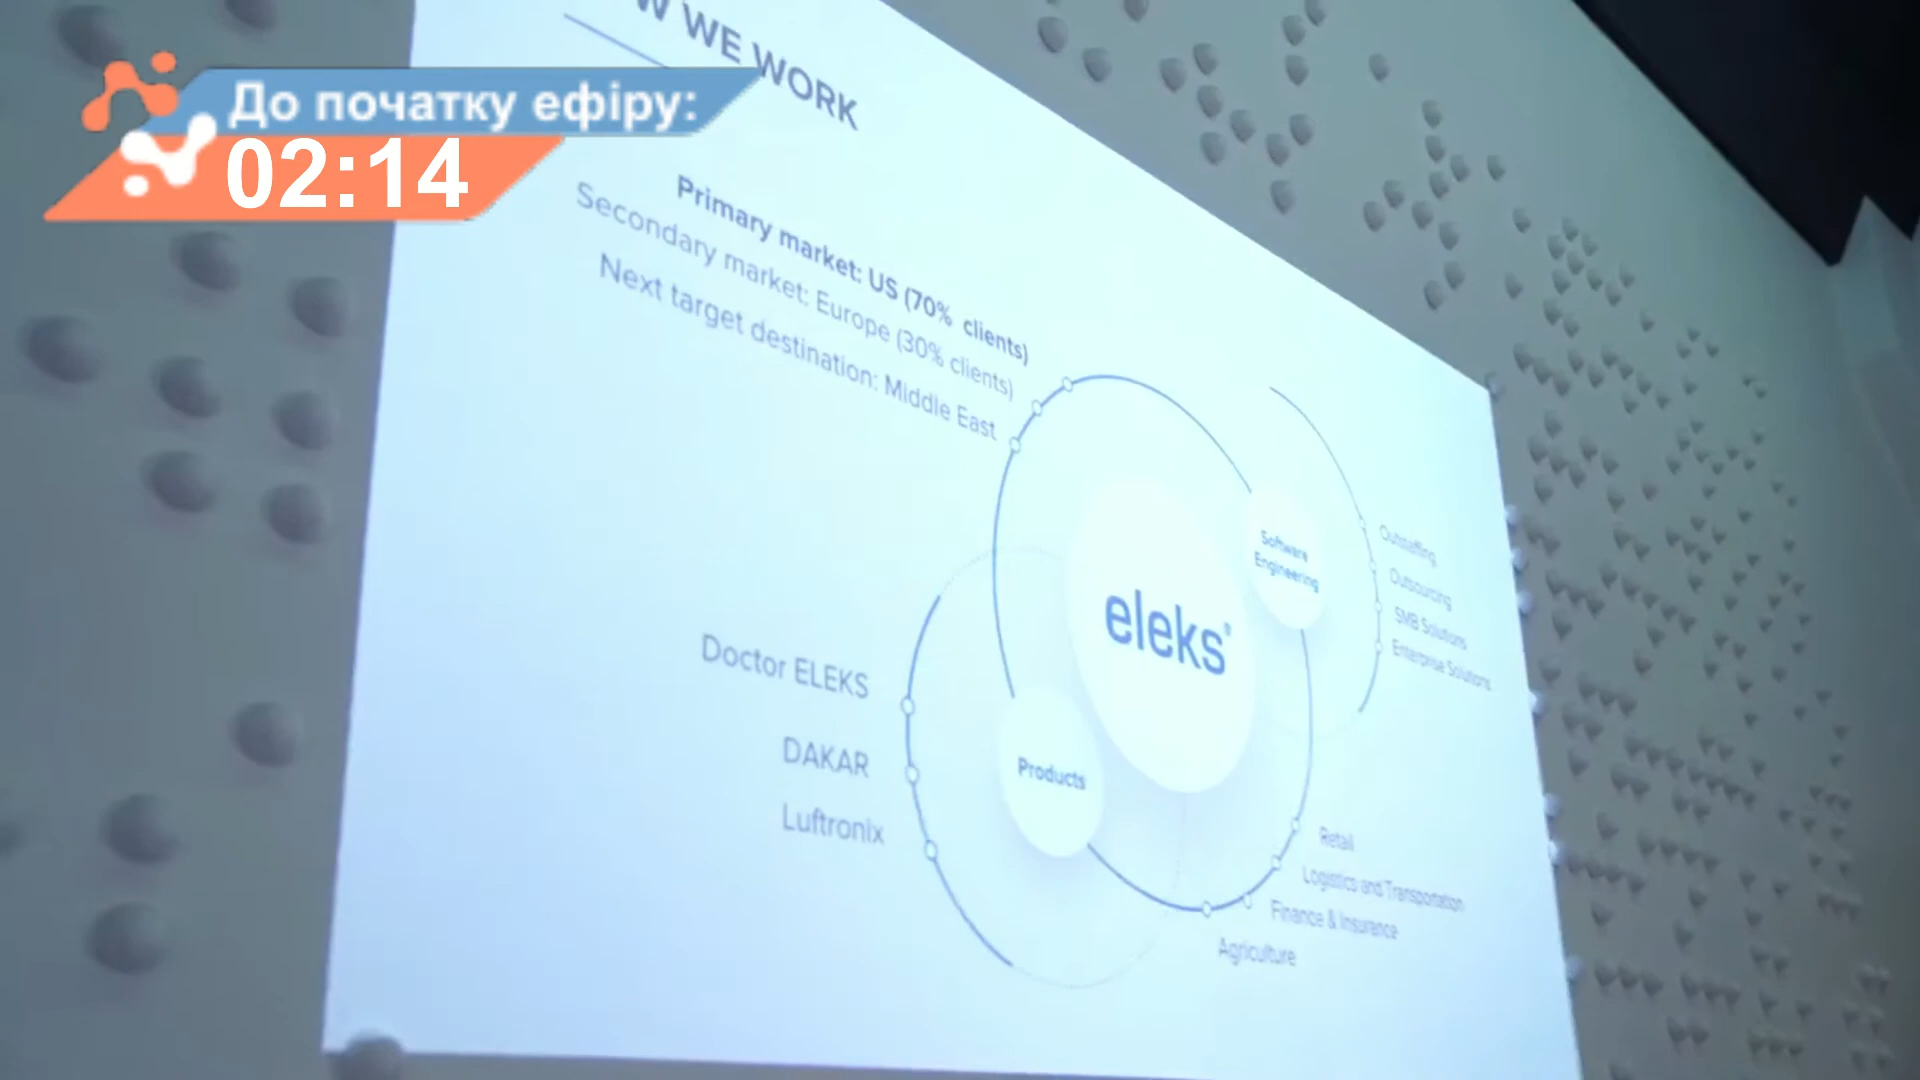 До початку ефіру:
02:14
W WE WORK
Primary market: US (70% clients)
Secondary market: Europe (30% clients)
Next target destination: Middle East
Software
Engineering
Outstaffing
Outsourcing
SMB Solutions
Enterprise Solutions
eleks®
Doctor ELEKS
DAKAR
Luftronix
Products
Retail
Logistics and Transportation
Finance & Insurance
Agriculture